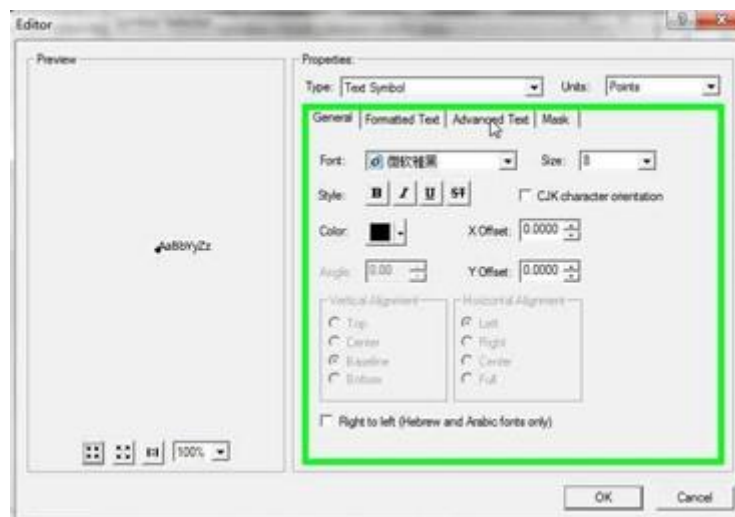 Editor
Preview
Properties:
Type: Text Symbol Units: Points
General Formatted Text Advanced Text Mask
Font: 微软雅黑 Size: 8
Style: B I U ST CJK character orientation
Color: X Offset: 0.0000
Angle: 0.00 Y Offset: 0.0000
Vertical Alignment Horizontal Alignment
Top Left
Center Right
Baseline Center
Bottom Full
AaBbYyZz
Right to left (Hebrew and Arabic fonts only)
1:1 100%
OK Cancel